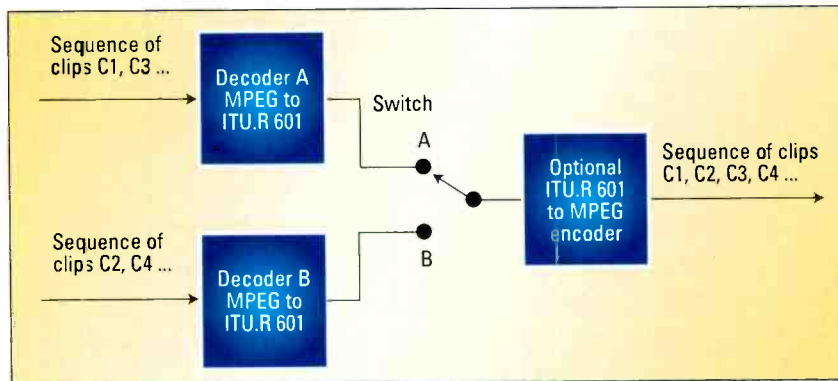 Sequence of
clips C1, C3 ...
Decoder A
MPEG to
ITU.R 601
Switch
A
B
Optional
ITU.R 601
to MPEG
encoder
Sequence of clips
C1, C2, C3, C4 ...
Sequence of
clips C2, C4 ...
Decoder B
MPEG to
ITU.R 601